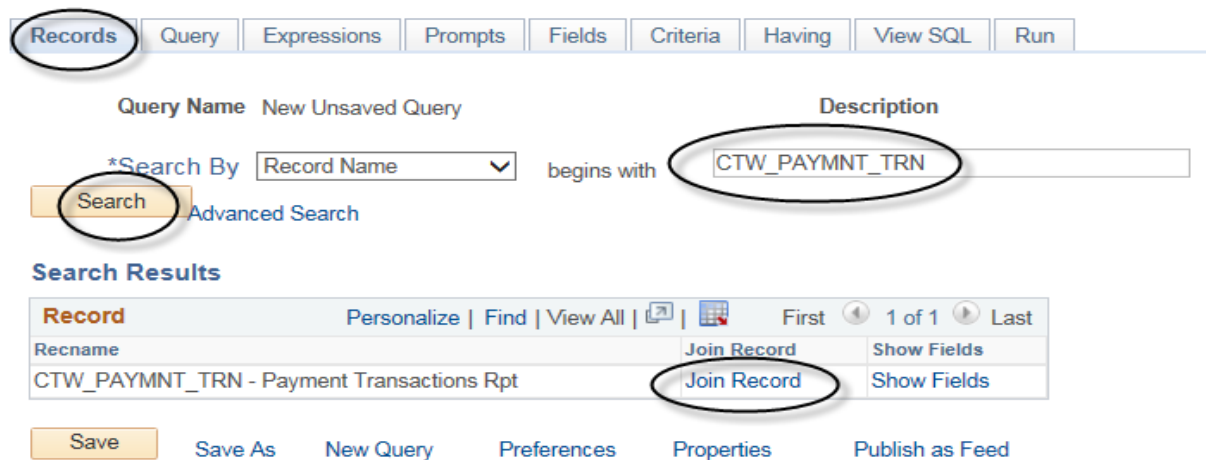 Records Query Expressions Prompts Fields Criteria Having View SQL Run
Query Name New Unsaved Query Description
*Search By Record Name begins with CTW_PAYMNT_TRN
Search Advanced Search
Search Results
Record Personalize | Find | View All | | First 1 of 1 Last
Recname Join Record Show Fields
CTW_PAYMNT_TRN - Payment Transactions Rpt Join Record Show Fields
Save Save As New Query Preferences Properties Publish as Feed